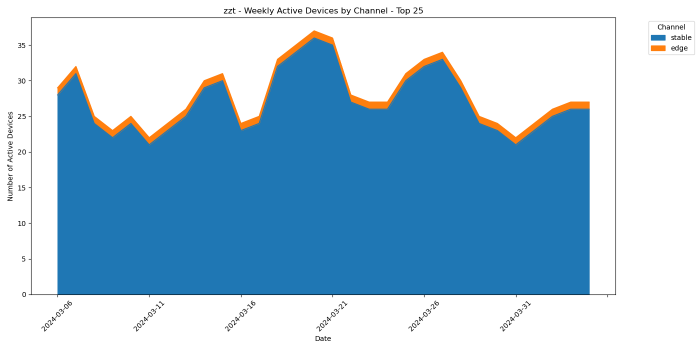 zzt - Weekly Active Devices by Channel - Top 25
Channel
stable
edge
Number of Active Devices
35
30
25
20
15
10
5
0
2024-03-06
2024-03-11
2024-03-16
2024-03-21
2024-03-26
2024-03-31
Date